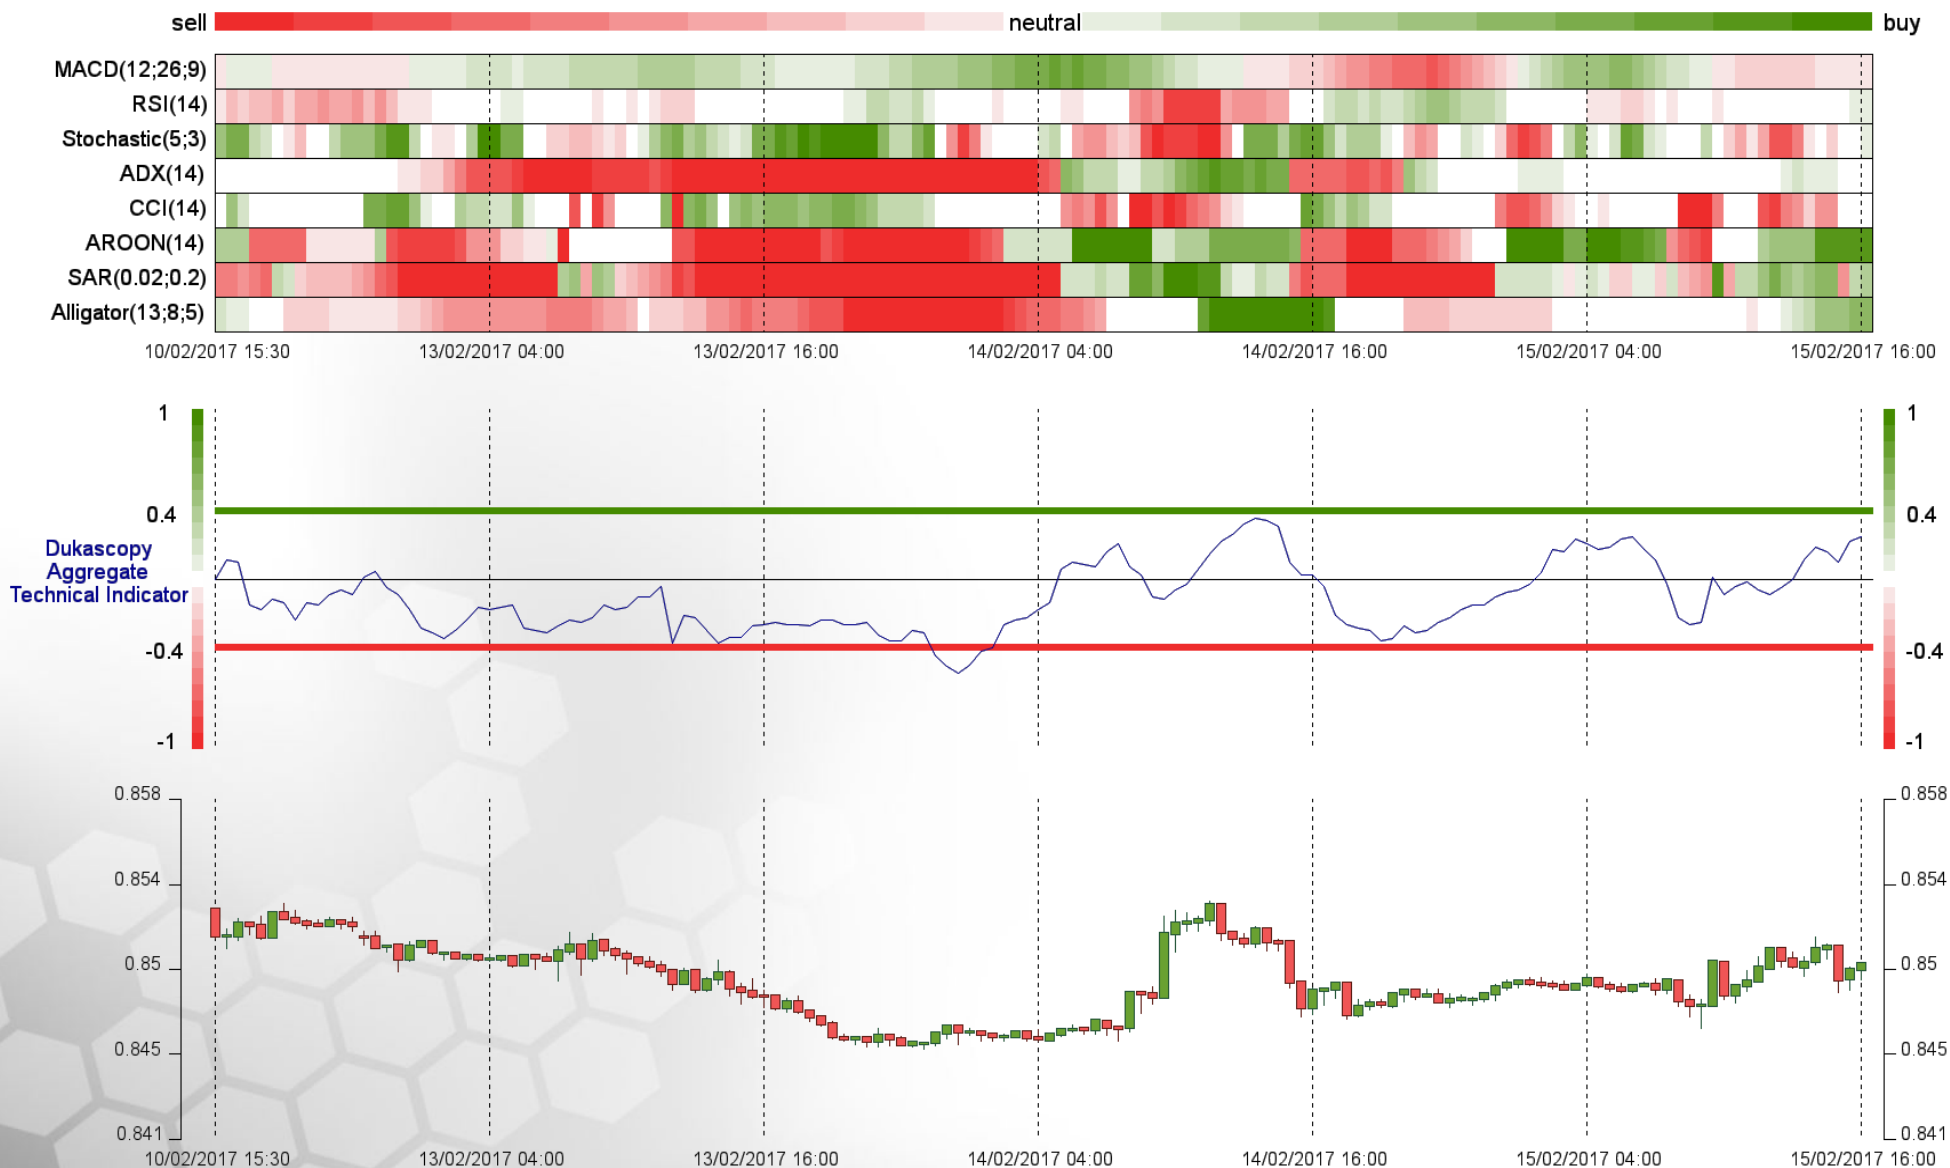 sell neutral buy
MACD(12;26;9)
RSI(14)
Stochastic(5;3)
ADX(14)
CCI(14)
AROON(14)
SAR(0.02;0.2)
Alligator(13;8;5)
10/02/2017 15:30 13/02/2017 04:00 13/02/2017 16:00 14/02/2017 04:00 14/02/2017 16:00 15/02/2017 04:00 15/02/2017 16:00
1 1
0.4 0.4
Dukascopy
Aggregate
Technical Indicator
-0.4 -0.4
-1 -1
0.858 0.858
0.854 0.854
0.85 0.85
0.845 0.845
0.841 0.841
10/02/2017 15:30 13/02/2017 04:00 13/02/2017 16:00 14/02/2017 04:00 14/02/2017 16:00 15/02/2017 04:00 15/02/2017 16:00